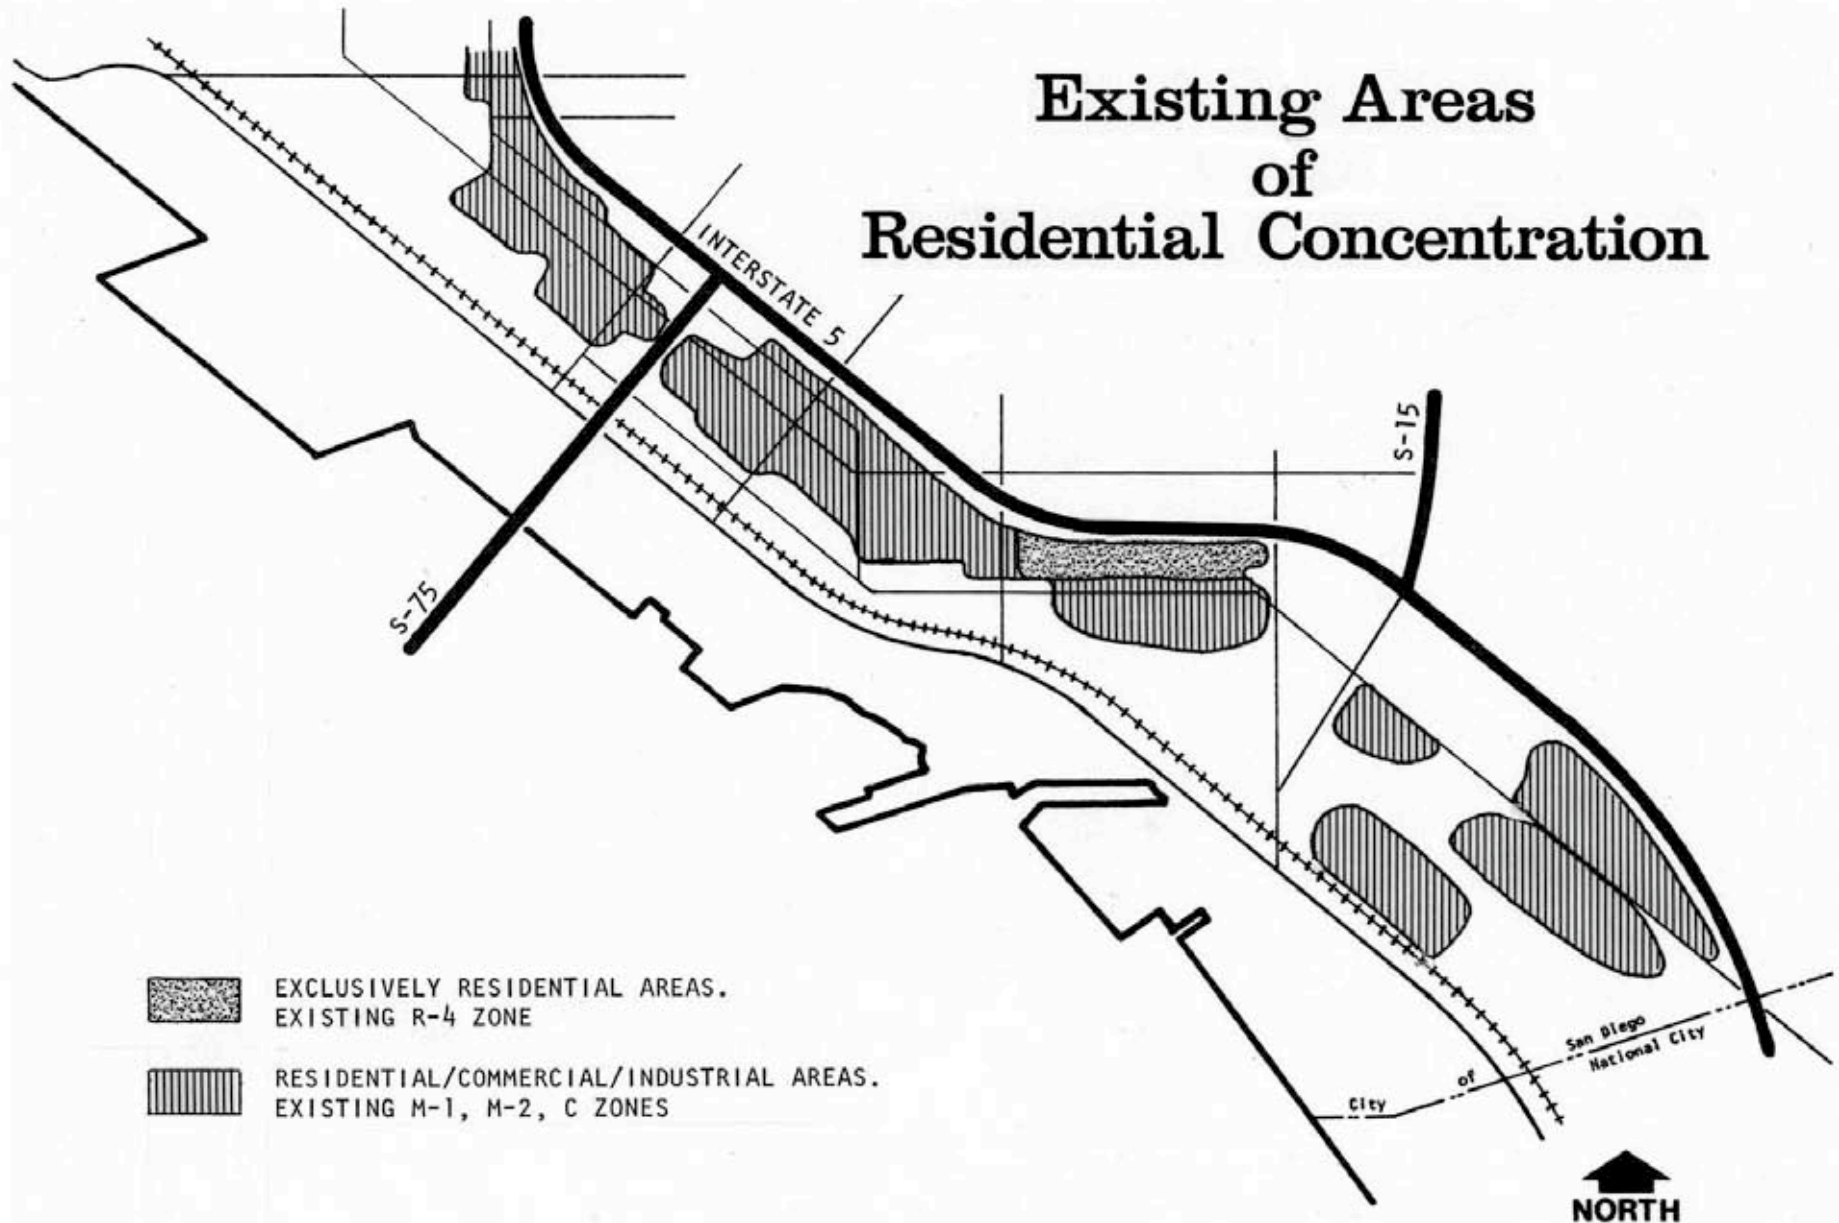 Existing Areas
of
Residential Concentration
INTERSTATE 5
S-15
S-75
EXCLUSIVELY RESIDENTIAL AREAS.
EXISTING R-4 ZONE
RESIDENTIAL/COMMERCIAL/INDUSTRIAL AREAS.
EXISTING M-1, M-2, C ZONES
City of San Diego
National City
NORTH